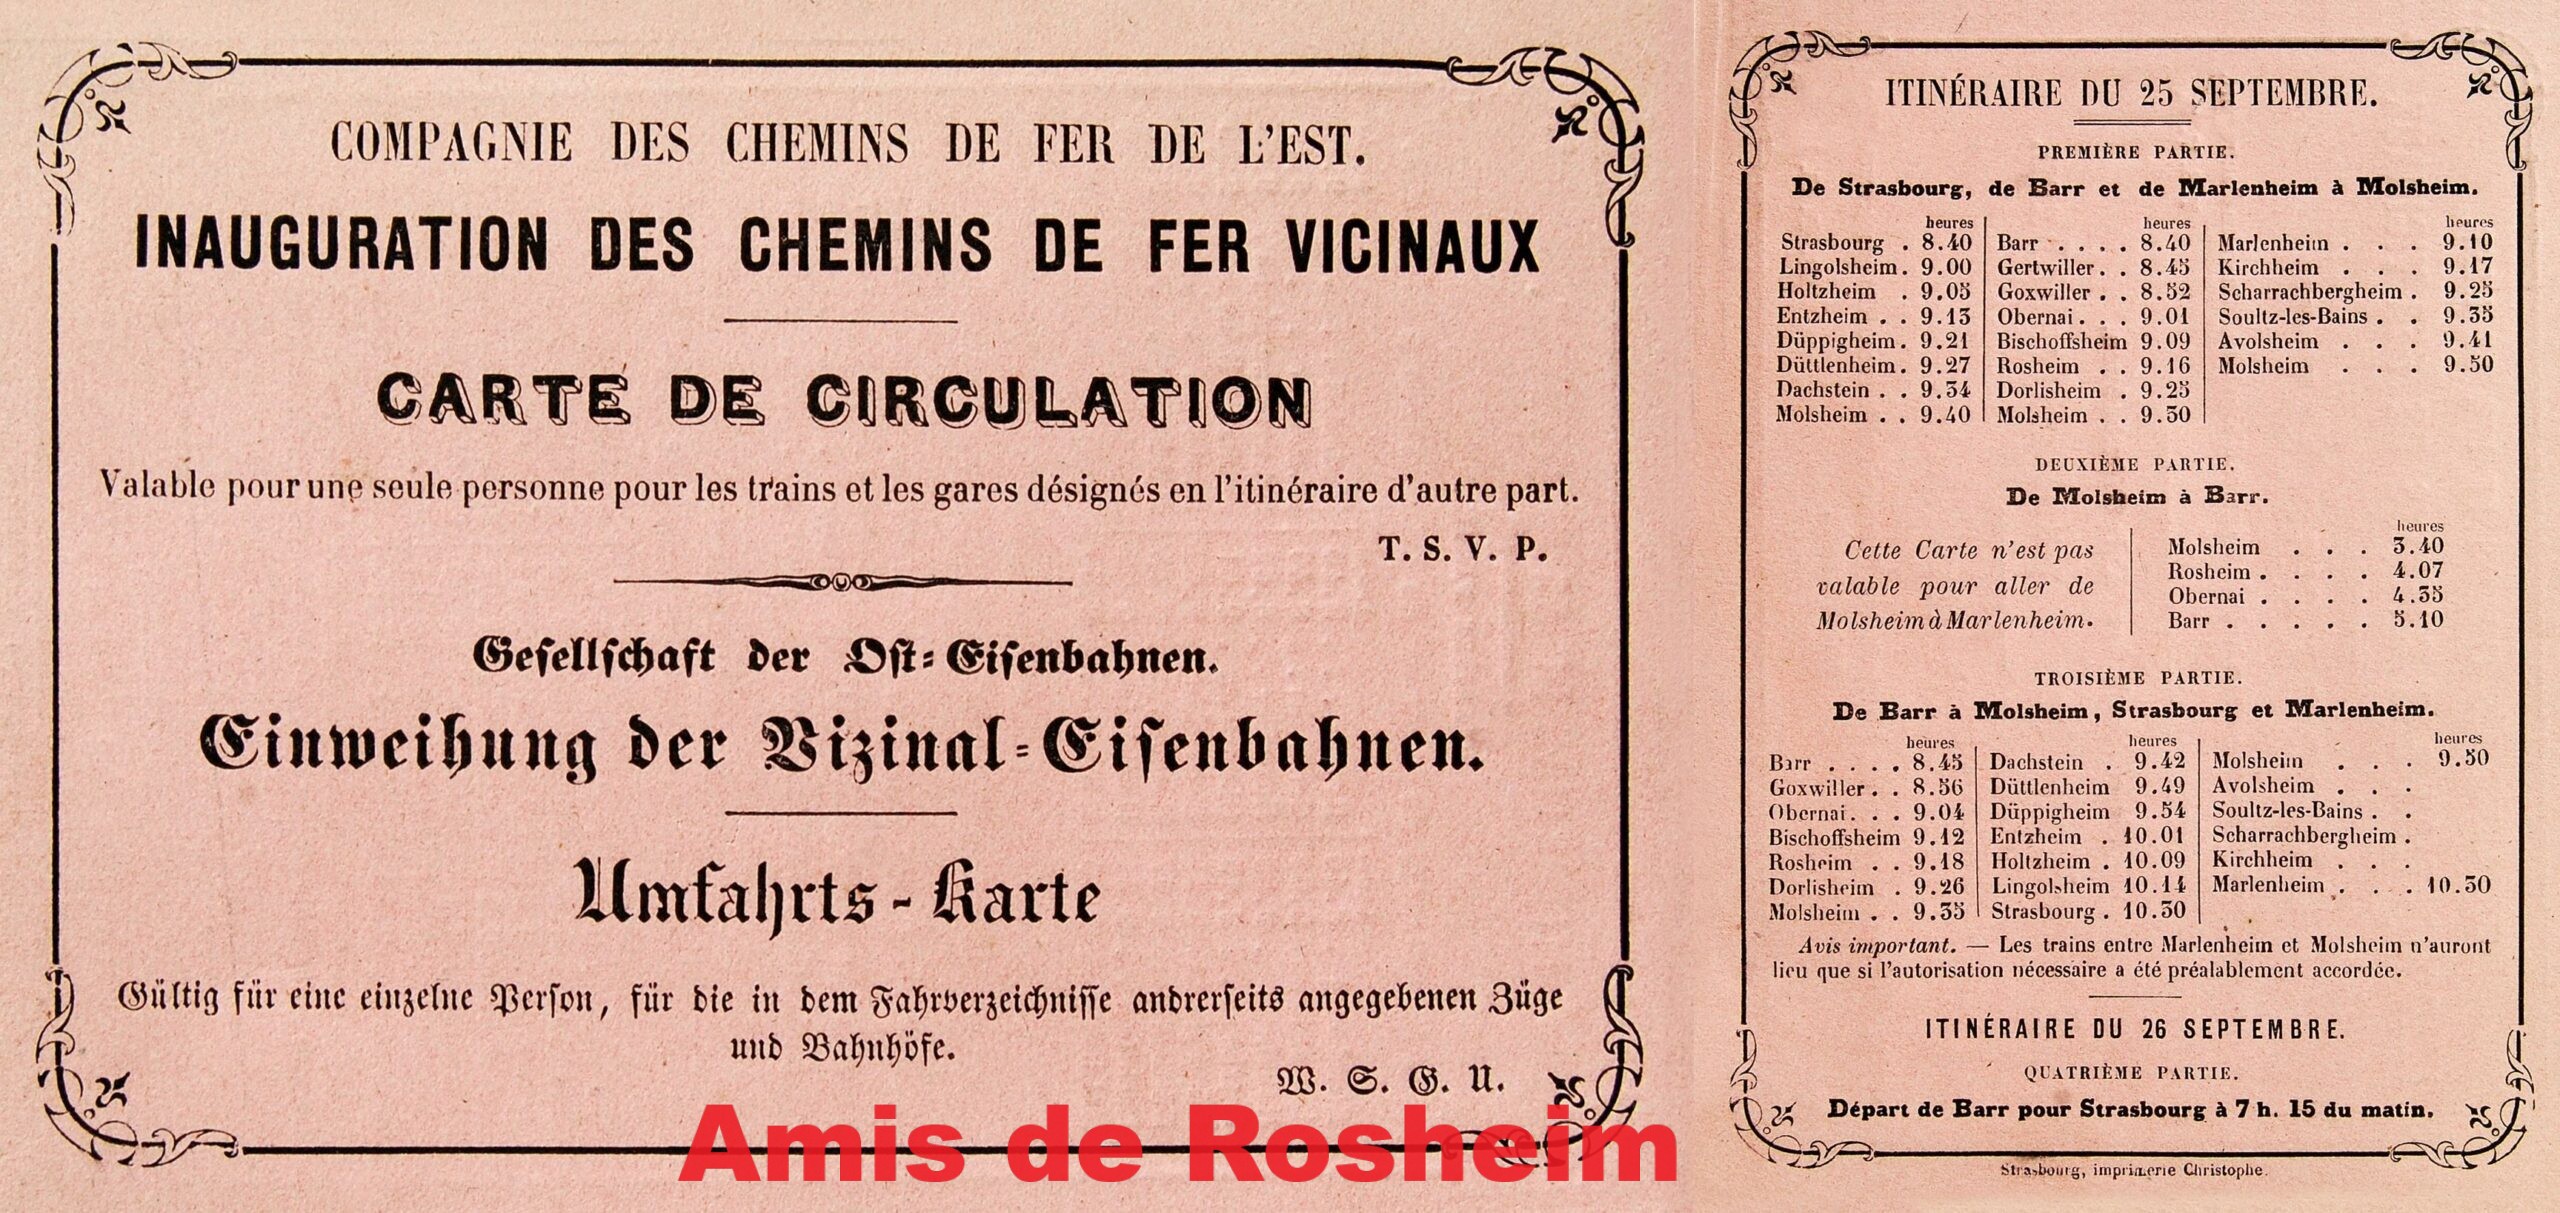 COMPAGNIE DES CHEMINS DE FER DE L'EST.
INAUGURATION DES CHEMINS DE FER VICINAUX
CARTE DE CIRCULATION
Valable pour une seule personne pour les trains et les gares désignés en l'itinéraire d'autre part.
T. S. V. P.
Gesellschaft der Ost-Eisenbahnen.
Einweihung der Vizinal-Eisenbahnen.
Umfahrts-Karte
Gültig für eine einzelne Person, für die in dem Fahrverzeichnisse andrerseits angegebenen Züge
und Bahnhöfe.
W. S. G. U.
Amis de Rosheim
ITINÉRAIRE DU 25 SEPTEMBRE.
PREMIÈRE PARTIE.
De Strasbourg, de Barr et de Marlenheim à Molsheim.
heures heures heures
Strasbourg . 8.40 Barr . . . . 8.40 Marlenheim . . . 9.10
Lingolsheim. 9.00 Gertwiller. . 8.45 Kirchheim . . . 9.17
Holtzheim . 9.05 Goxwiller . . 8.52 Scharrachbergheim . 9.25
Entzheim . . 9.13 Obernai. . . 9.01 Soultz-les-Bains . . 9.35
Düppigheim. 9.21 Bischoffsheim 9.09 Avolsheim . . . 9.41
Düttlenheim. 9.27 Rosheim . . 9.16 Molsheim . . . 9.50
Dachstein . . 9.34 Dorlisheim . 9.25
Molsheim . . 9.40 Molsheim . . 9.30
DEUXIÈME PARTIE.
De Molsheim à Barr.
heures
Cette Carte n'est pas
valable pour aller de
Molsheim à Marlenheim.
Molsheim . . . 3.40
Rosheim . . . . 4.07
Obernai . . . . 4.35
Barr . . . . . 5.10
TROISIÈME PARTIE.
De Barr à Molsheim, Strasbourg et Marlenheim.
heures heures heures
Barr . . . . 8.45 Dachstein . 9.42 Molsheim . . . 9.50
Goxwiller . . 8.56 Düttlenheim 9.49 Avolsheim . . .
Obernai. . . 9.04 Düppigheim 9.54 Soultz-les-Bains . .
Bischoffsheim 9.12 Entzheim . 10.01 Scharrachbergheim .
Rosheim . . 9.18 Holtzheim . 10.09 Kirchheim . . .
Dorlisheim . 9.26 Lingolsheim 10.14 Marlenheim . . . 10.30
Molsheim . . 9.35 Strasbourg . 10.30
Avis important. — Les trains entre Marlenheim et Molsheim n'auront
lieu que si l'autorisation nécessaire a été préalablement accordée.
ITINÉRAIRE DU 26 SEPTEMBRE.
QUATRIÈME PARTIE.
Départ de Barr pour Strasbourg à 7 h. 15 du matin.
Strasbourg, imprimerie Christophe.